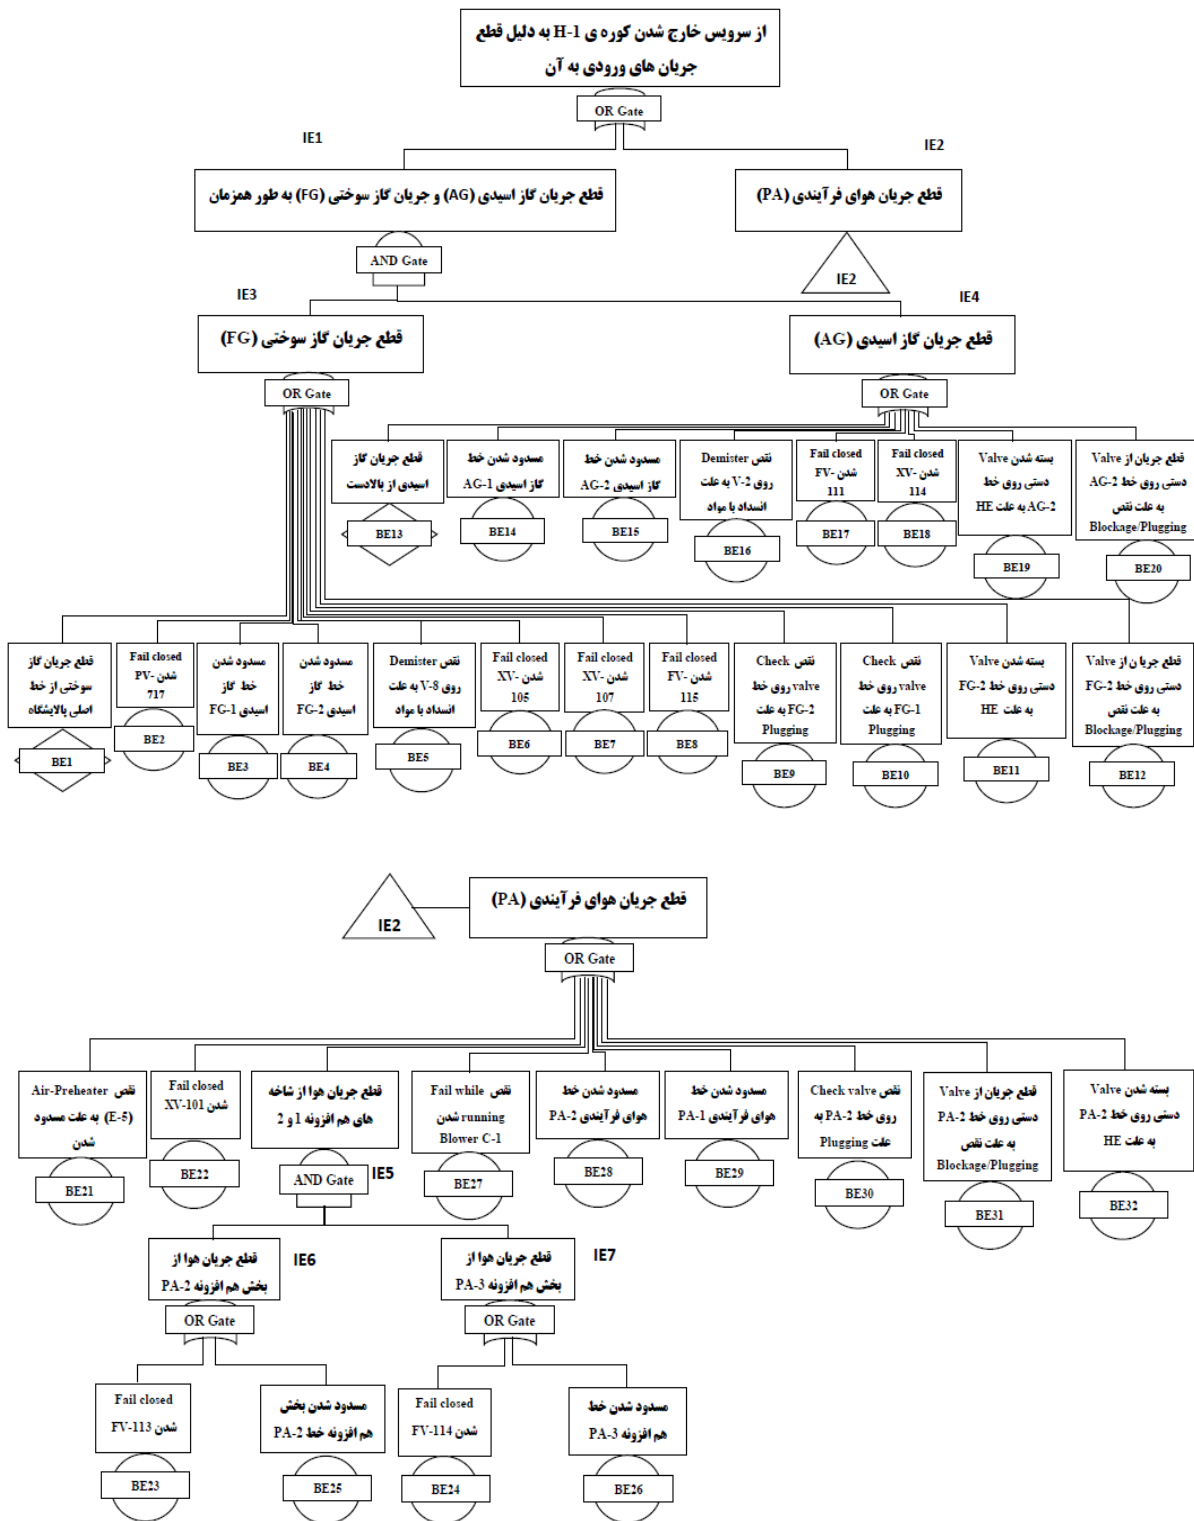 از سرویس خارج شدن کوره ی H-1 به دلیل قطع
جریان های ورودی به آن
OR Gate
IE1
IE2
قطع جریان گاز اسیدی (AG) و جریان گاز سوختی (FG) به طور همزمان
قطع جریان هوای فرآیندی (PA)
AND Gate
IE2
IE3
IE4
قطع جریان گاز سوختی (FG)
قطع جریان گاز اسیدی (AG)
OR Gate
OR Gate
قطع جریان گاز
اسیدی از بالادست
BE13
مسدود شدن خط
گاز اسیدی AG-1
BE14
مسدود شدن خط
گاز اسیدی AG-2
BE15
نقص Demister
روی V-2 به علت
انسداد با مواد
BE16
Fail closed
شدن FV-
111
BE17
Fail closed
شدن XV-
114
BE18
بسته شدن Valve
دستی روی خط
AG-2 به علت HE
BE19
قطع جریان از Valve
دستی روی خط AG-2
به علت نقص
Blockage/Plugging
BE20
قطع جریان گاز
سوختی از خط
اصلی پالایشگاه
BE1
Fail closed
شدن PV-
717
BE2
مسدود شدن
خط گاز
اسیدی FG-1
BE3
مسدود شدن
خط گاز
اسیدی FG-2
BE4
نقص Demister
روی V-8 به علت
انسداد با مواد
BE5
Fail closed
شدن XV-
105
BE6
Fail closed
شدن XV-
107
BE7
Fail closed
شدن FV-
115
BE8
نقص Check
valve روی خط
FG-2 به علت
Plugging
BE9
نقص Check
valve روی خط
FG-1 به علت
Plugging
BE10
بسته شدن Valve
دستی روی خط FG-2
به علت HE
BE11
قطع جریا ن از Valve
دستی روی خط FG-2
به علت نقص
Blockage/Plugging
BE12
IE2
قطع جریان هوای فرآیندی (PA)
OR Gate
نقص Air-Preheater
(E-5) به علت مسدود
شدن
BE21
Fail closed
شدن XV-101
BE22
قطع جریان هوا از شاخه
های هم افزونه 1 و 2
AND Gate
IE5
نقص Fail while
شدن running
Blower C-1
BE27
مسدود شدن خط
هوای فرآیندی PA-2
BE28
مسدود شدن خط
هوای فرآیندی PA-1
BE29
نقص Check valve
روی خط PA-2 به
علت Plugging
BE30
قطع جریان از Valve
دستی روی خط PA-2
به علت نقص
Blockage/Plugging
BE31
بسته شدن Valve
دستی روی خط PA-2
به علت HE
BE32
قطع جریان هوا از
بخش هم افزونه PA-2
IE6
OR Gate
قطع جریان هوا از
بخش هم افزونه PA-3
IE7
OR Gate
Fail closed
شدن FV-113
BE23
مسدود شدن بخش
هم افزونه خط PA-2
BE25
Fail closed
شدن FV-114
BE24
مسدود شدن خط
هم افزونه PA-3
BE26